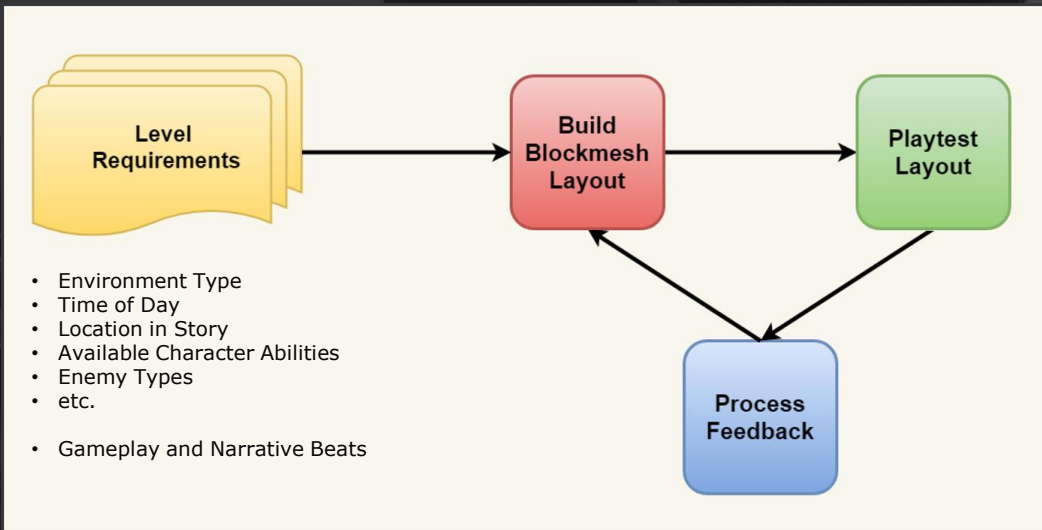 Level
Requirements
Build
Blockmesh
Layout
Playtest
Layout
• Environment Type
• Time of Day
• Location in Story
• Available Character Abilities
• Enemy Types
• etc.
• Gameplay and Narrative Beats
Process
Feedback